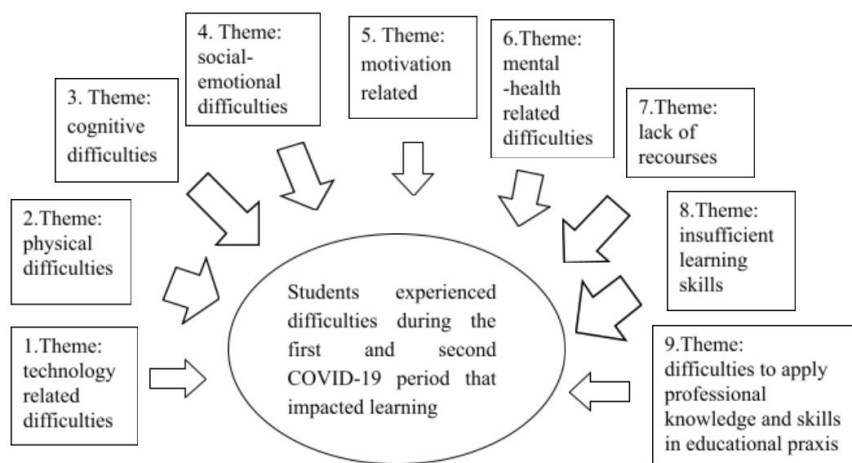 1.Theme:
technology
related
difficulties
2.Theme:
physical
difficulties
3. Theme:
cognitive
difficulties
4. Theme:
social-
emotional
difficulties
5. Theme:
motivation
related
6.Theme:
mental
-health
related
difficulties
7.Theme:
lack of
recourses
8.Theme:
insufficient
learning
skills
9.Theme:
difficulties to apply
professional
knowledge and skills
in educational praxis
Students experienced
difficulties during the
first and second
COVID-19 period that
impacted learning